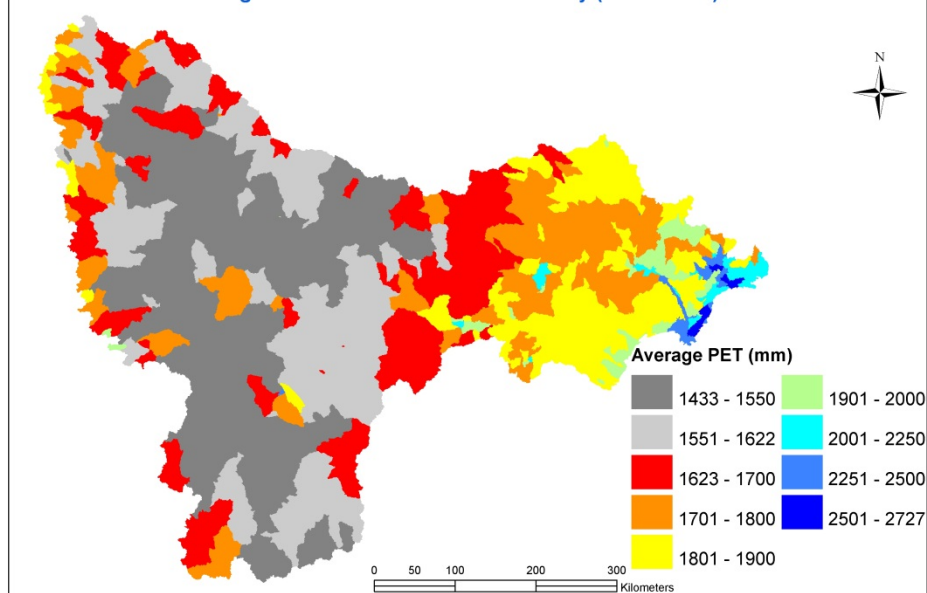 N
Average PET (mm)
1433 - 1550
1551 - 1622
1623 - 1700
1701 - 1800
1801 - 1900
1901 - 2000
2001 - 2250
2251 - 2500
2501 - 2727
0 50 100 200 300
Kilometers